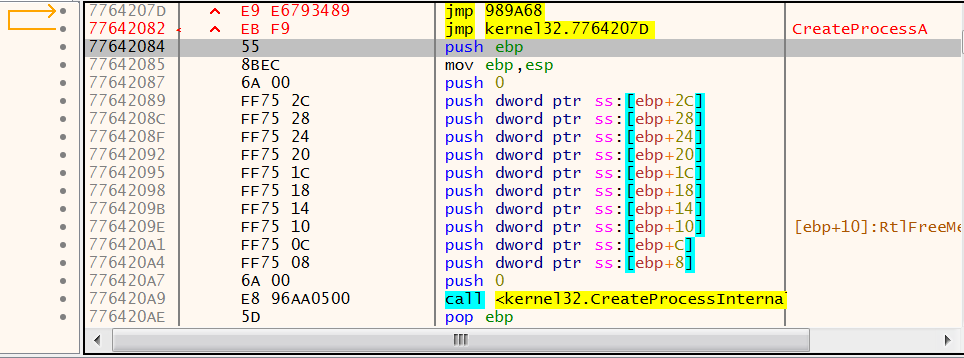 7764207D ^ E9 E6793489 jmp 989A68
77642082 ^ EB F9 jmp kernel32.7764207D CreateProcessA
77642084 55 push ebp
77642085 8BEC mov ebp,esp
77642087 6A 00 push 0
77642089 FF75 2C push dword ptr ss:[ebp+2C]
7764208C FF75 28 push dword ptr ss:[ebp+28]
7764208F FF75 24 push dword ptr ss:[ebp+24]
77642092 FF75 20 push dword ptr ss:[ebp+20]
77642095 FF75 1C push dword ptr ss:[ebp+1C]
77642098 FF75 18 push dword ptr ss:[ebp+18]
7764209B FF75 14 push dword ptr ss:[ebp+14]
7764209E FF75 10 push dword ptr ss:[ebp+10] [ebp+10]:RtlFreeMe
776420A1 FF75 0C push dword ptr ss:[ebp+C]
776420A4 FF75 08 push dword ptr ss:[ebp+8]
776420A7 6A 00 push 0
776420A9 E8 96AA0500 call <kernel32.CreateProcessInterna
776420AE 5D pop ebp